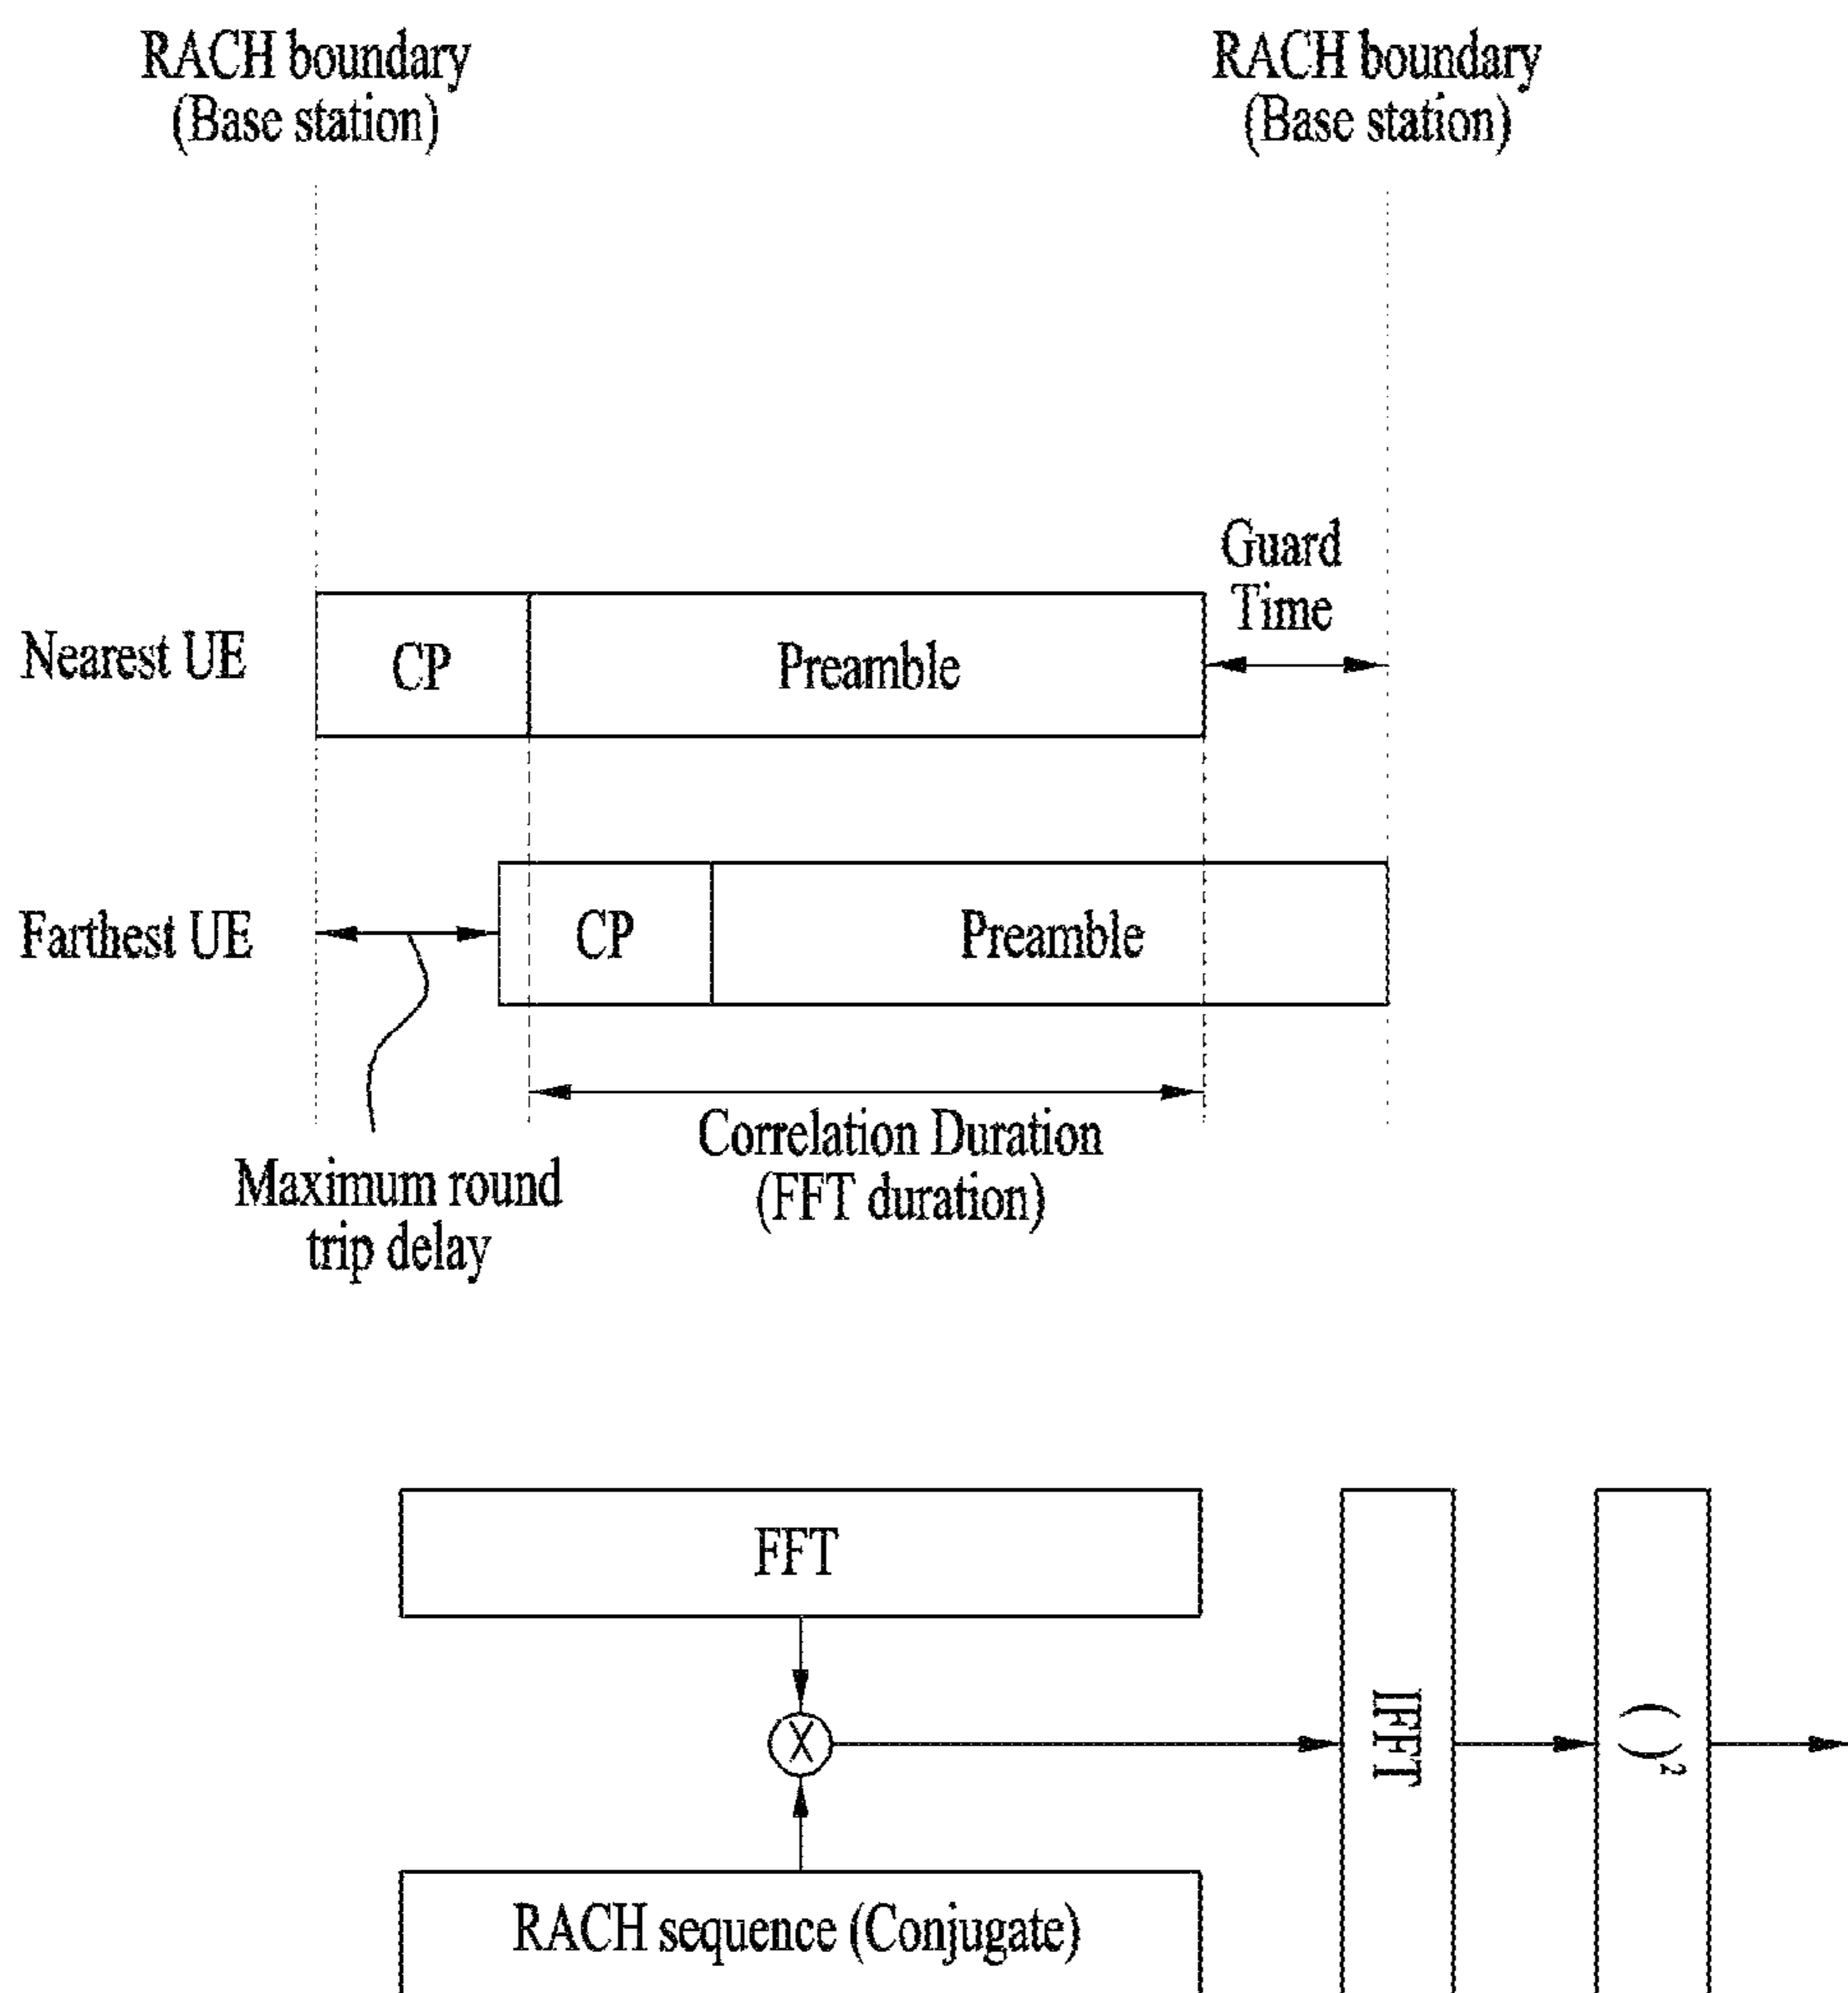 RACH boundary
(Base station)
RACH boundary
(Base station)
Guard
Time
Nearest UE
CP
Preamble
Farthest UE
CP
Preamble
Correlation Duration
(FFT duration)
Maximum round
trip delay
FFT
X
IFFT
( )²
RACH sequence (Conjugate)